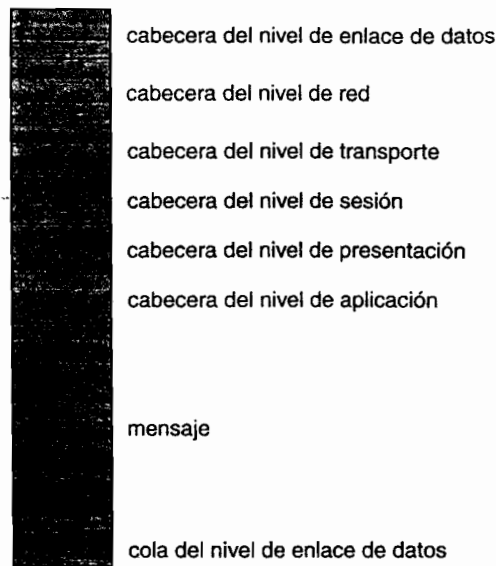 cabecera del nivel de enlace de datos
cabecera del nivel de red
cabecera del nivel de transporte
cabecera del nivel de sesión
cabecera del nivel de presentación
cabecera del nivel de aplicación
mensaje
cola del nivel de enlace de datos